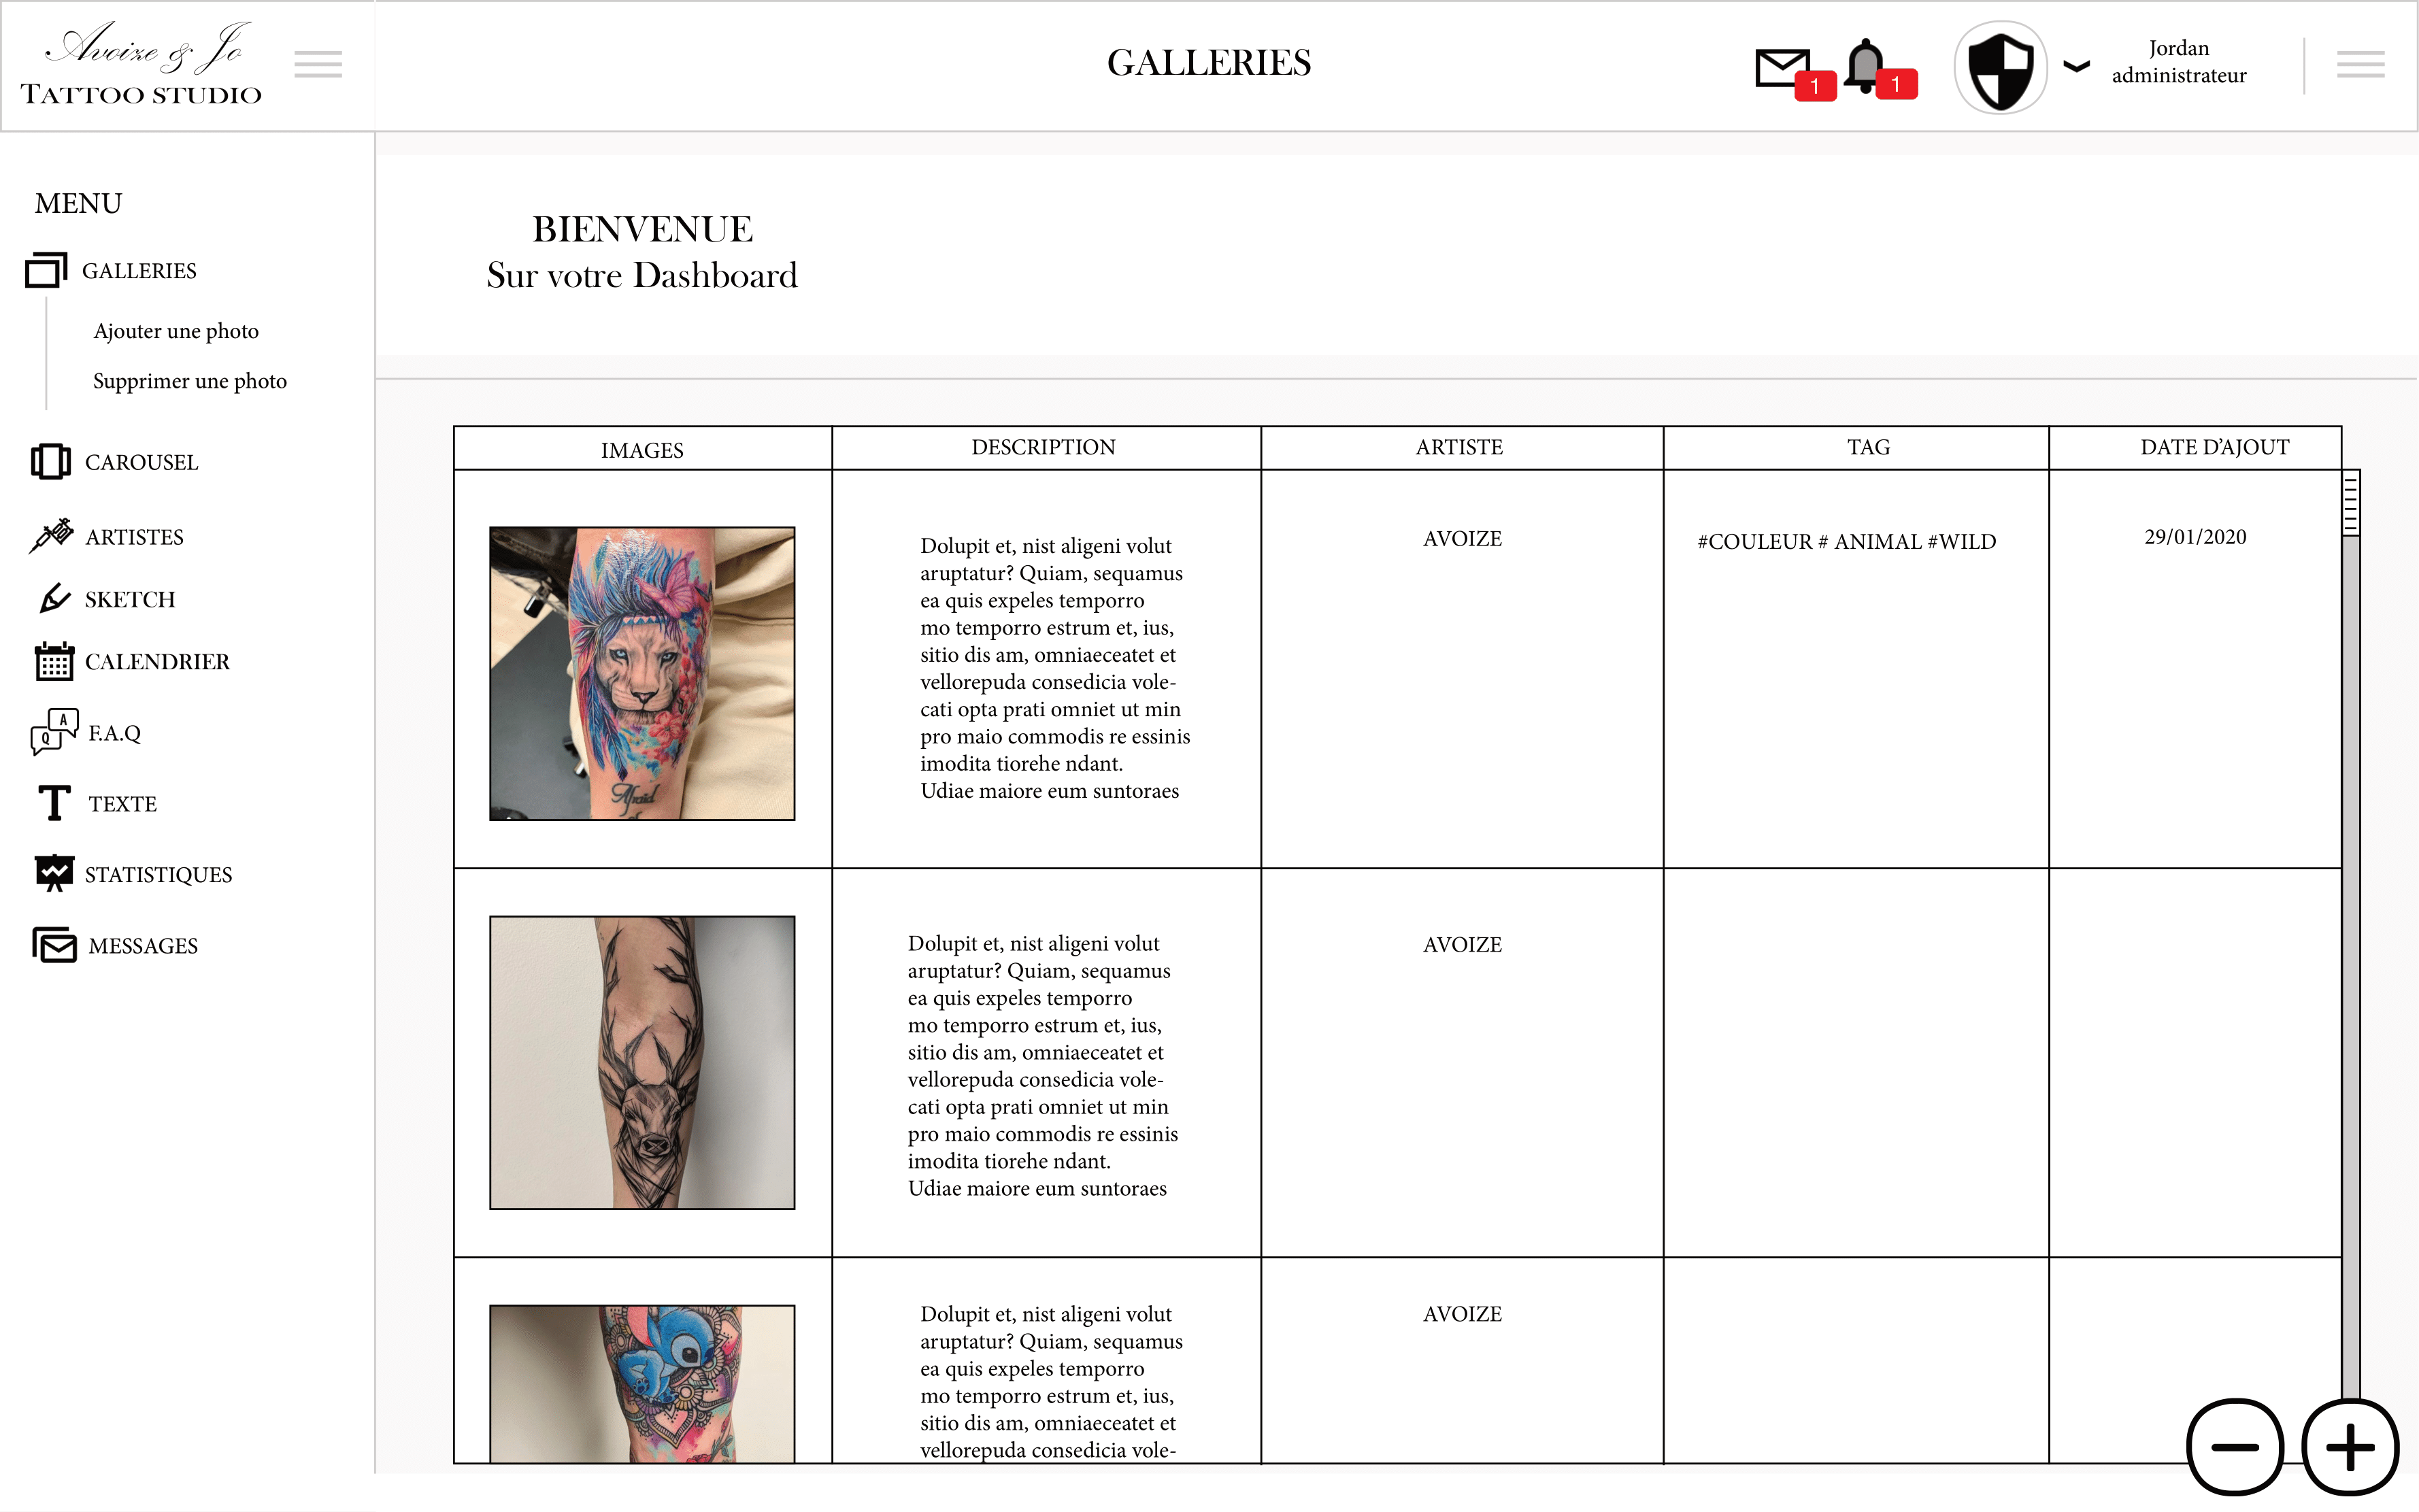 Avoize & Jo
TATTOO STUDIO
GALLERIES
1
1
Jordan
administrateur
MENU
GALLERIES
Ajouter une photo
Supprimer une photo
CAROUSEL
ARTISTES
SKETCH
CALENDRIER
A
Q
F.A.Q
T
TEXTE
STATISTIQUES
MESSAGES
BIENVENUE
Sur votre Dashboard
IMAGES
DESCRIPTION
ARTISTE
TAG
DATE D’AJOUT
Afraid
Dolupit et, nist aligeni volut
aruptatur? Quiam, sequamus
ea quis expeles temporro
mo temporro estrum et, ius,
sitio dis am, omniaeceatet et
vellorepuda consedicia vole-
cati opta prati omniet ut min
pro maio commodis re essinis
imodita tiorehe ndant.
Udiae maiore eum suntoraes
AVOIZE
#COULEUR # ANIMAL #WILD
29/01/2020
Dolupit et, nist aligeni volut
aruptatur? Quiam, sequamus
ea quis expeles temporro
mo temporro estrum et, ius,
sitio dis am, omniaeceatet et
vellorepuda consedicia vole-
cati opta prati omniet ut min
pro maio commodis re essinis
imodita tiorehe ndant.
Udiae maiore eum suntoraes
AVOIZE
Dolupit et, nist aligeni volut
aruptatur? Quiam, sequamus
ea quis expeles temporro
mo temporro estrum et, ius,
sitio dis am, omniaeceatet et
vellorepuda consedicia vole-
AVOIZE